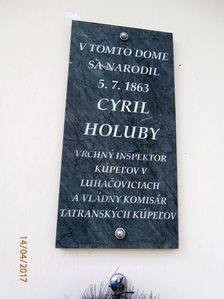 V TOMTO DOME
SA NARODIL
5. 7. 1863
CYRIL
HOLUBY
VRCHNÝ INŠPEKTOR
KÚPEĽOV V
LUHAČOVICIACH
A VLÁDNY KOMISÁR
TATRANSKÝCH KÚPEĽOV
14/04/2017